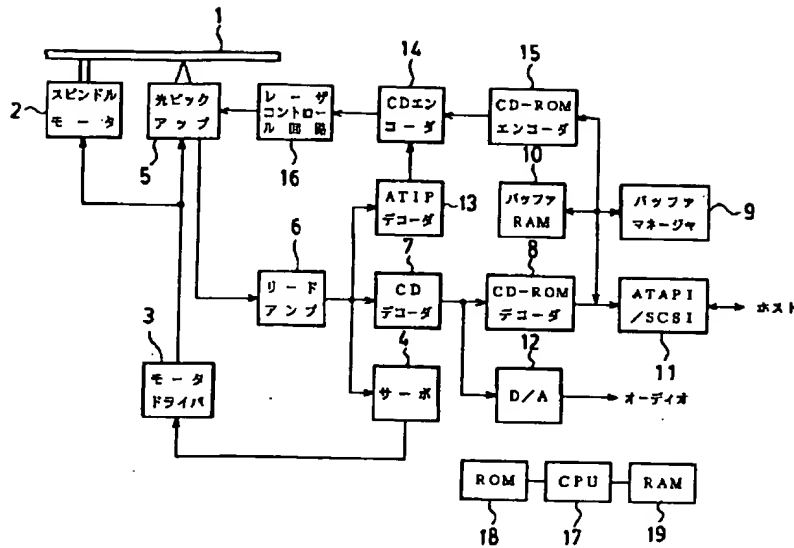 1
2
スピンドル
モータ
光ピック
アップ
5
レーザ
コントロー
ル回路
16
14
CDエン
コーダ
15
CD-ROM
エンコーダ
10
バッファ
RAM
バッファ
マネージャ
9
ATIP
デコーダ
13
6
リード
アンプ
7
CD
デコーダ
8
CD-ROM
デコーダ
ATAPI
/SCSI
11
ホスト
3
モータ
ドライバ
4
サーボ
12
D/A
オーディオ
ROM
18
CPU
17
RAM
19